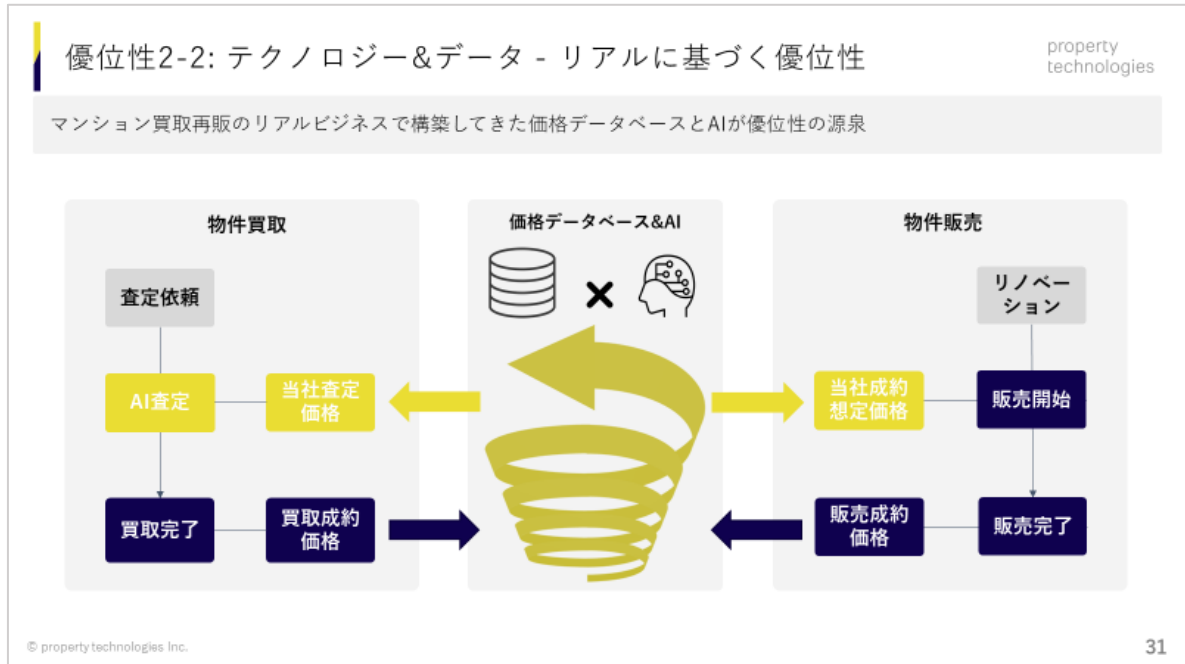 優位性2-2: テクノロジー&データ - リアルに基づく優位性
property
technologies
マンション買取再販のリアルビジネスで構築してきた価格データベースとAIが優位性の源泉
物件買取
査定依頼
AI査定
当社査定
価格
買取完了
買取成約
価格
価格データベース&AI
物件販売
リノベー
ション
当社成約
想定価格
販売開始
販売成約
価格
販売完了
© property technologies Inc.
31